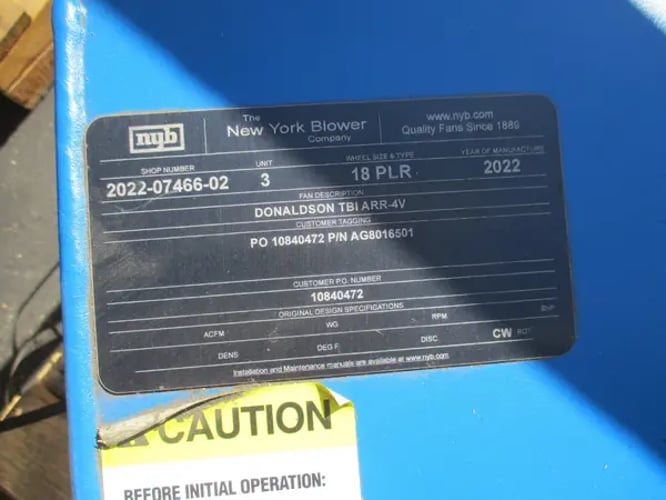 nyb
The
New York Blower
Company
www.nyb.com
Quality Fans Since 1889
SHOP NUMBER UNIT WHEEL SIZE & TYPE YEAR OF MANUFACTURE
2022-07466-02 3 18 PLR 2022
FAN DESCRIPTION
DONALDSON TBI ARR-4V
CUSTOMER TAGGING
PO 10840472 P/N AG8016501
CUSTOMER P.O. NUMBER
10840472
ORIGINAL DESIGN SPECIFICATIONS
ACFM WG RPM BHP
DENS DEG F DISC CW ROT
Installation and Maintenance manuals are available at www.nyb.com
CAUTION
BEFORE INITIAL OPERATION: